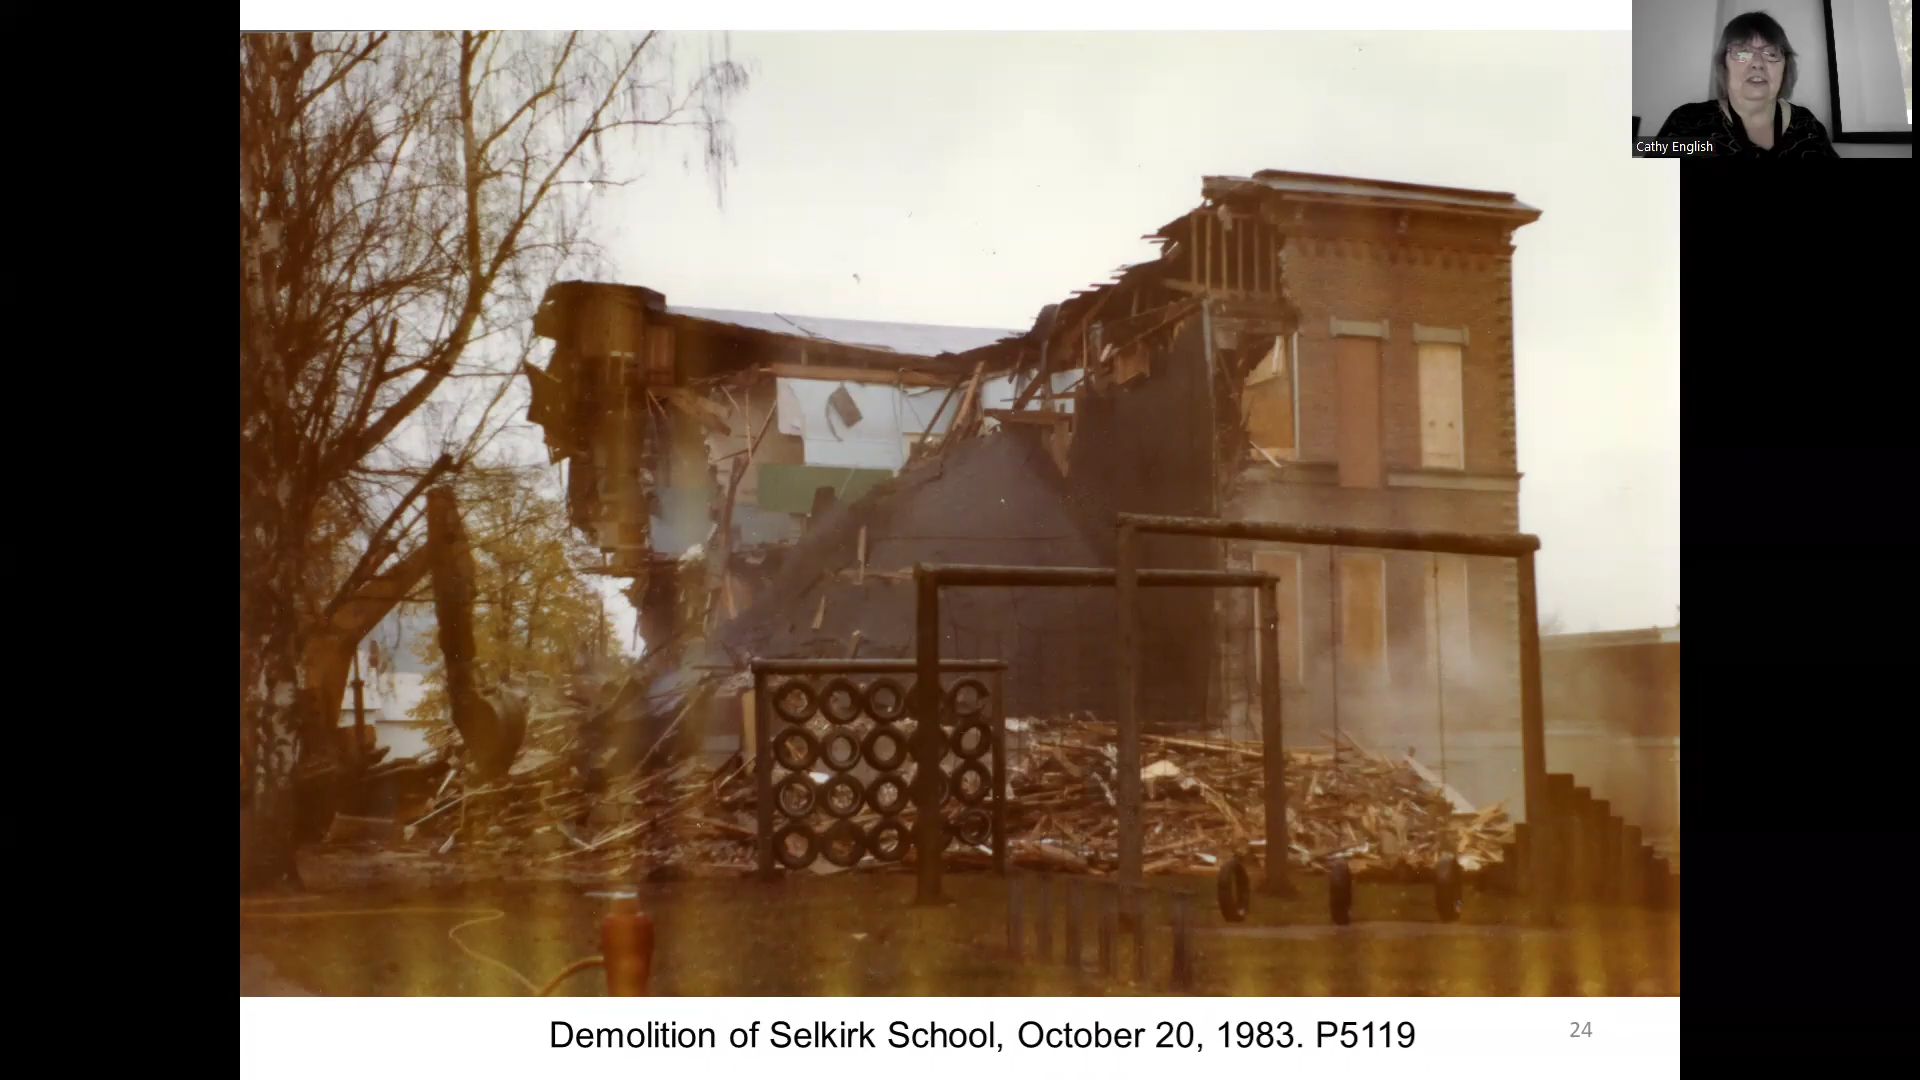 Cathy English
Demolition of Selkirk School, October 20, 1983. P5119
24